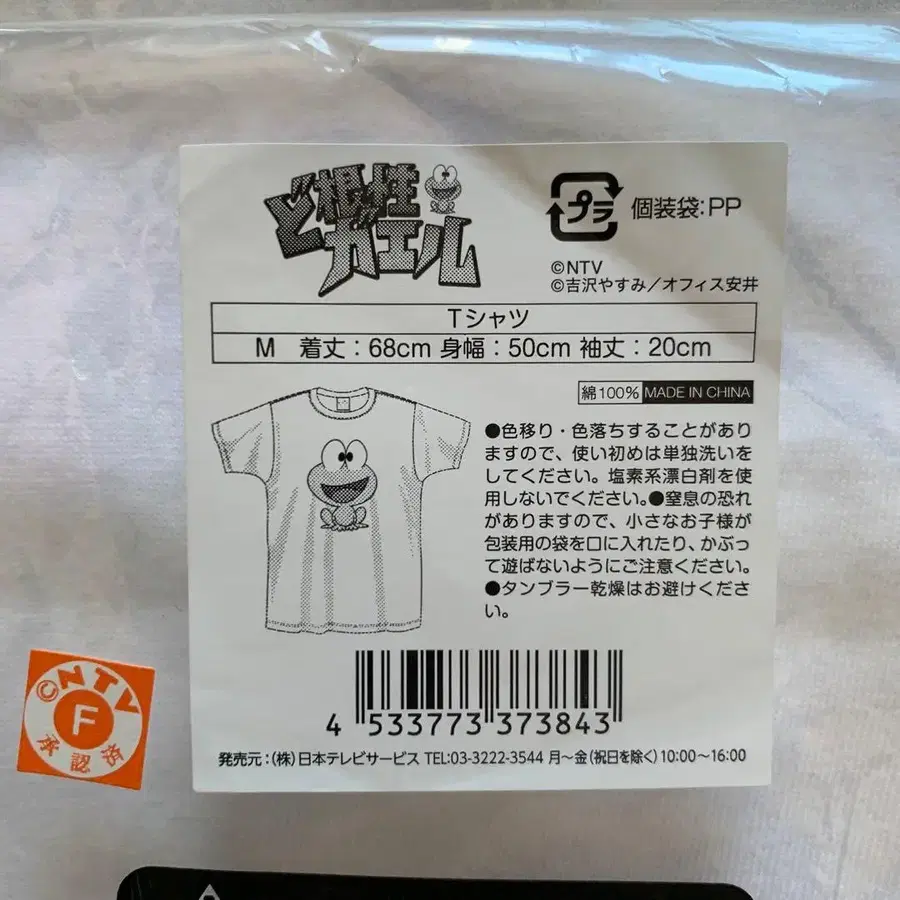 ど根性ガエル
プラ 個装袋:PP
©NTV
©吉沢やすみ/オフィス安井
Tシャツ
M 着丈:68cm 身幅:50cm 袖丈:20cm
綿100% MADE IN CHINA
●色移り・色落ちすることがあり
ますので、使い初めは単独洗いを
してください。塩素系漂白剤を使
用しないでください。●窒息の恐れ
がありますので、小さなお子様が
包装用の袋を口に入れたり、かぶっ
て遊ばないようにご注意ください。
●タンブラー乾燥はお避けくださ
い。
4 533773 373843
発売元:(株)日本テレビサービス TEL:03-3222-3544 月～金(祝日を除く)10:00～16:00
©NTV
F
承認済